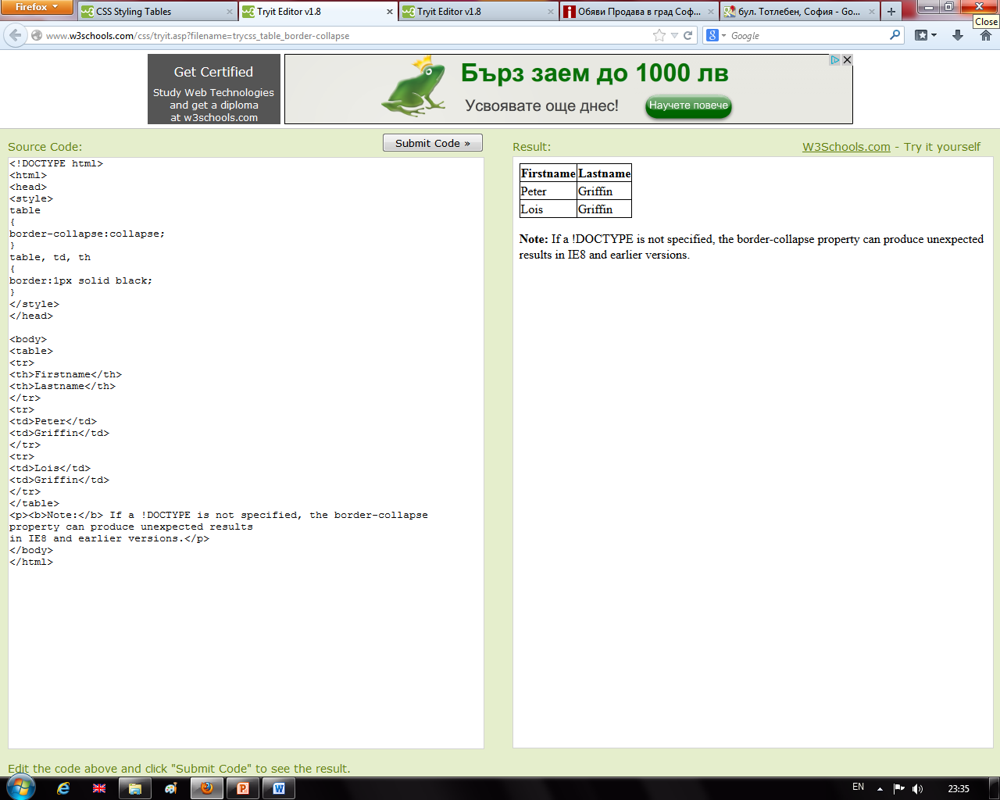 Firefox
CSS Styling Tables
Tryit Editor v1.8
Tryit Editor v1.8
Обяви Продава в град Соф...
бул. Тотлебен, София - Go...
Close
www.w3schools.com/css/tryit.asp?filename=trycss_table_border-collapse
Google
Get Certified
Study Web Technologies
and get a diploma
at w3schools.com
Бърз заем до 1000 лв
Усвоявате още днес!
Научете повече
Source Code:
Submit Code »
Result:
W3Schools.com - Try it yourself
<!DOCTYPE html>
<html>
<head>
<style>
table
{
border-collapse:collapse;
}
table, td, th
{
border:1px solid black;
}
</style>
</head>

<body>
<table>
<tr>
<th>Firstname</th>
<th>Lastname</th>
</tr>
<tr>
<td>Peter</td>
<td>Griffin</td>
</tr>
<tr>
<td>Lois</td>
<td>Griffin</td>
</tr>
</table>
<p><b>Note:</b> If a !DOCTYPE is not specified, the border-collapse
property can produce unexpected results
in IE8 and earlier versions.</p>
</body>
</html>
Firstname Lastname
Peter Griffin
Lois Griffin
Note: If a !DOCTYPE is not specified, the border-collapse property can produce unexpected
results in IE8 and earlier versions.
Edit the code above and click "Submit Code" to see the result.
EN
23:35